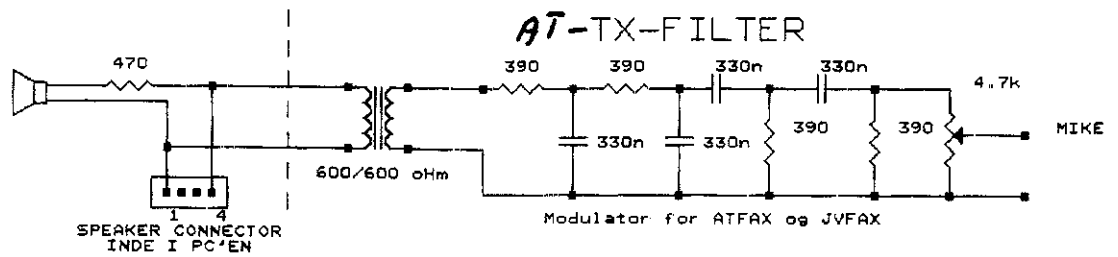 AT-TX-FILTER
470
390
390
330n
330n
4.7k
330n
330n
390
390
MIKE
600/600 oHm
1 4
SPEAKER CONNECTOR
INDE I PC'EN
Modulator for ATFAX og JVFAX